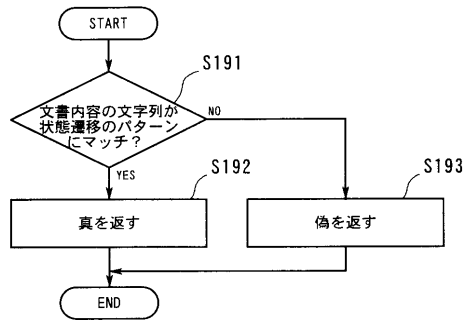 START
S191
文書内容の文字列が
状態遷移のパターン
にマッチ?
NO
YES
S192
S193
真を返す
偽を返す
END